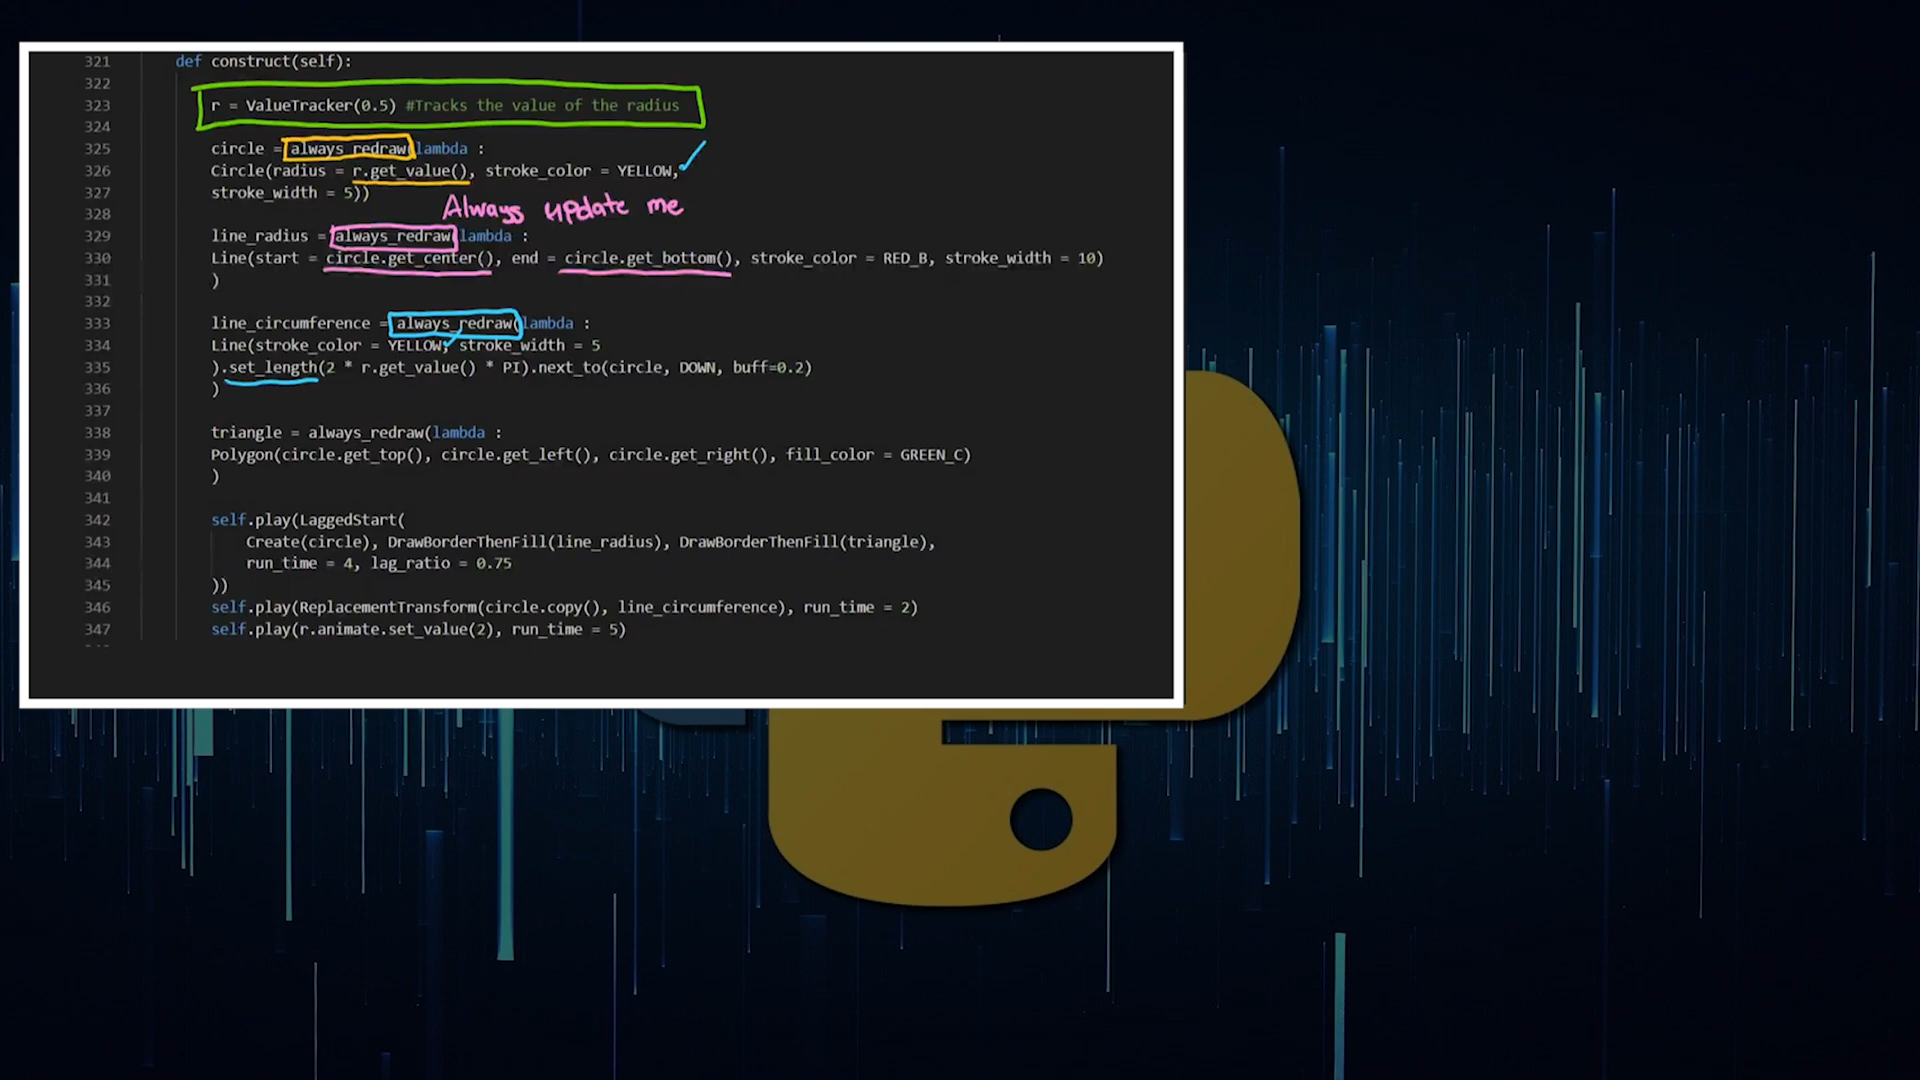 321 def construct(self):
322
323 r = ValueTracker(0.5) #Tracks the value of the radius
324
325 circle = always_redraw(lambda :
326 Circle(radius = r.get_value(), stroke_color = YELLOW,
327 stroke_width = 5))
Always update me
328
329 line_radius = always_redraw(lambda :
330 Line(start = circle.get_center(), end = circle.get_bottom(), stroke_color = RED_B, stroke_width = 10)
331 )
332
333 line_circumference = always_redraw(lambda :
334 Line(stroke_color = YELLOW, stroke_width = 5
335 ).set_length(2 * r.get_value() * PI).next_to(circle, DOWN, buff=0.2)
336 )
337
338 triangle = always_redraw(lambda :
339 Polygon(circle.get_top(), circle.get_left(), circle.get_right(), fill_color = GREEN_C)
340 )
341
342 self.play(LaggedStart(
343 Create(circle), DrawBorderThenFill(line_radius), DrawBorderThenFill(triangle),
344 run_time = 4, lag_ratio = 0.75
345 ))
346 self.play(ReplacementTransform(circle.copy(), line_circumference), run_time = 2)
347 self.play(r.animate.set_value(2), run_time = 5)